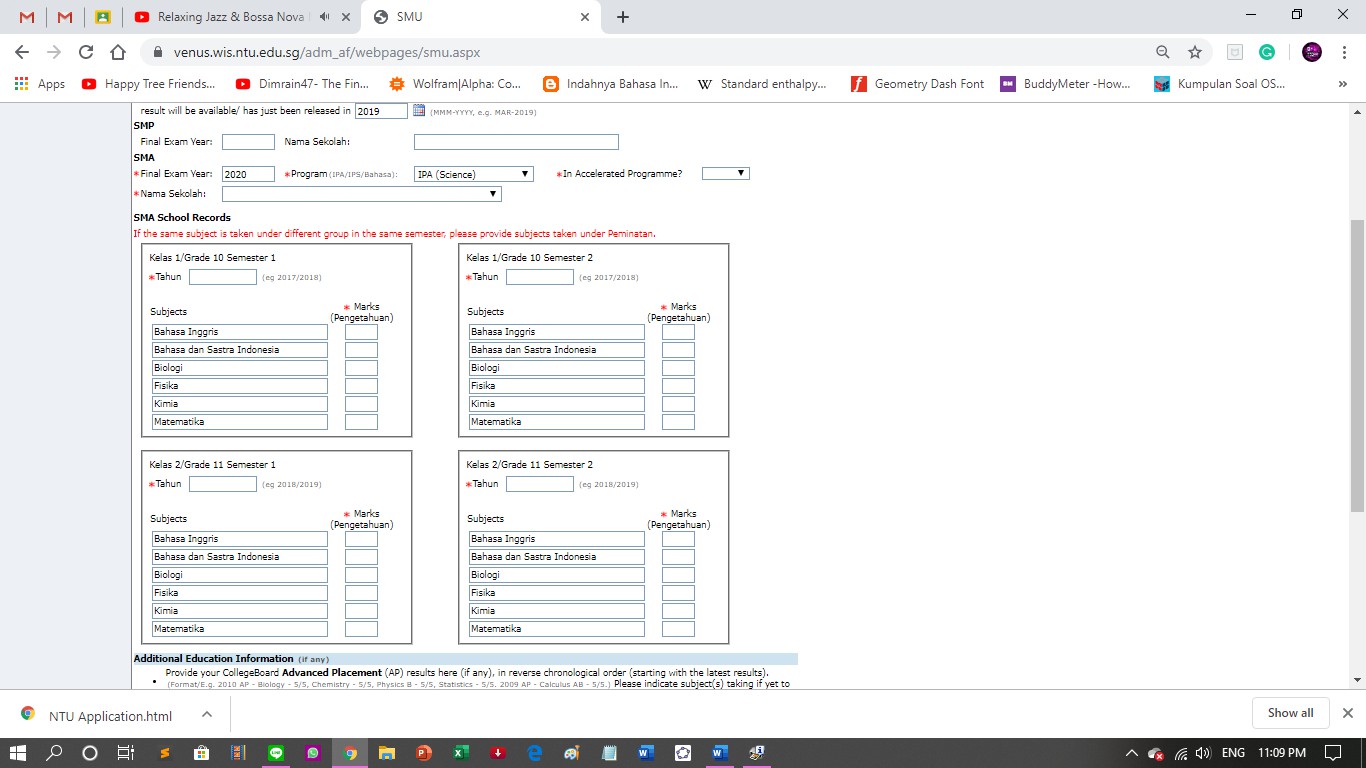 Relaxing Jazz & Bossa Nova
SMU
venus.wis.ntu.edu.sg/adm_af/webpages/smu.aspx
Apps
Happy Tree Friends...
Dimrain47- The Fin...
Wolfram|Alpha: Co...
Indahnya Bahasa In...
Standard enthalpy...
Geometry Dash Font
BuddyMeter -How...
Kumpulan Soal OS...
»
result will be available/ has just been released in 2019 (MMM-YYYY, e.g. MAR-2019)
SMP
Final Exam Year: Nama Sekolah:
SMA
*Final Exam Year: 2020 *Program (IPA/IPS/Bahasa): IPA (Science) *In Accelerated Programme?
*Nama Sekolah:
SMA School Records
If the same subject is taken under different group in the same semester, please provide subjects taken under Peminatan.
Kelas 1/Grade 10 Semester 1
*Tahun (eg 2017/2018)
Subjects
* Marks
(Pengetahuan)
Bahasa Inggris
Bahasa dan Sastra Indonesia
Biologi
Fisika
Kimia
Matematika
Kelas 1/Grade 10 Semester 2
*Tahun (eg 2017/2018)
Subjects
* Marks
(Pengetahuan)
Bahasa Inggris
Bahasa dan Sastra Indonesia
Biologi
Fisika
Kimia
Matematika
Kelas 2/Grade 11 Semester 1
*Tahun (eg 2018/2019)
Subjects
* Marks
(Pengetahuan)
Bahasa Inggris
Bahasa dan Sastra Indonesia
Biologi
Fisika
Kimia
Matematika
Kelas 2/Grade 11 Semester 2
*Tahun (eg 2018/2019)
Subjects
* Marks
(Pengetahuan)
Bahasa Inggris
Bahasa dan Sastra Indonesia
Biologi
Fisika
Kimia
Matematika
Additional Education Information (if any)
Provide your CollegeBoard Advanced Placement (AP) results here (if any), in reverse chronological order (starting with the latest results).
• (Format/E.g. 2010 AP - Biology - 5/5, Chemistry - 5/5, Physics B - 5/5, Statistics - 5/5. 2009 AP - Calculus AB - 5/5.) Please indicate subject(s) taking if yet to
NTU Application.html
Show all
ENG 11:09 PM